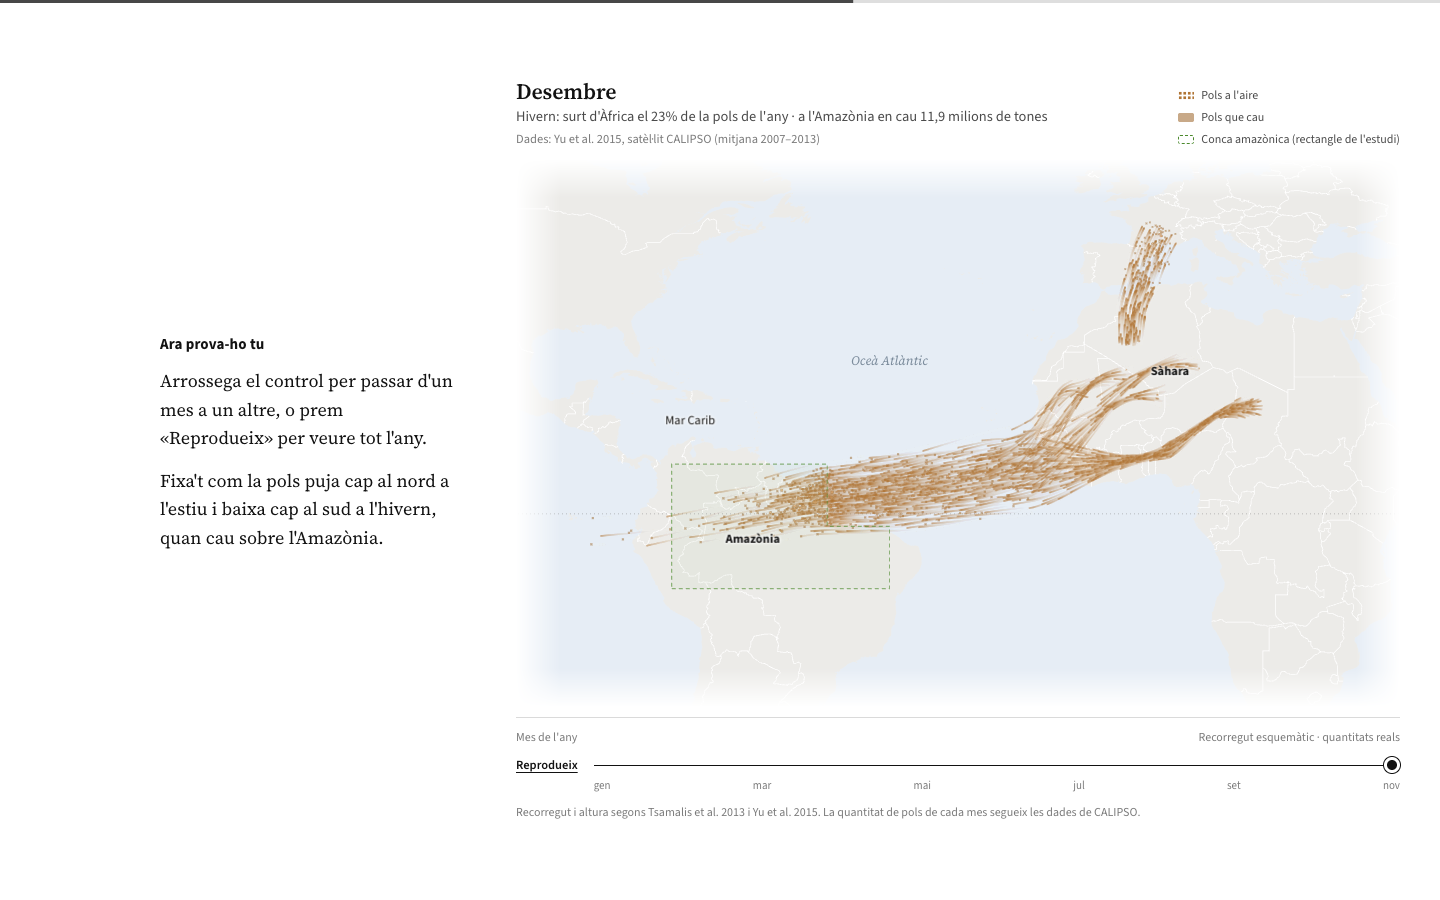 Desembre
Hivern: surt d'Àfrica el 23% de la pols de l'any · a l'Amazònia en cau 11,9 milions de tones
Dades: Yu et al. 2015, satèl·lit CALIPSO (mitjana 2007–2013)
Pols a l'aire
Pols que cau
Conca amazònica (rectangle de l'estudi)
Ara prova-ho tu
Arrossega el control per passar d'un
mes a un altre, o prem
«Reprodueix» per veure tot l'any.
Fixa't com la pols puja cap al nord a
l'estiu i baixa cap al sud a l'hivern,
quan cau sobre l'Amazònia.
Oceà Atlàntic
Sàhara
Mar Carib
Amazònia
Mes de l'any
Recorregut esquemàtic · quantitats reals
Reprodueix
gen mar mai jul set nov
Recorregut i altura segons Tsamalis et al. 2013 i Yu et al. 2015. La quantitat de pols de cada mes segueix les dades de CALIPSO.